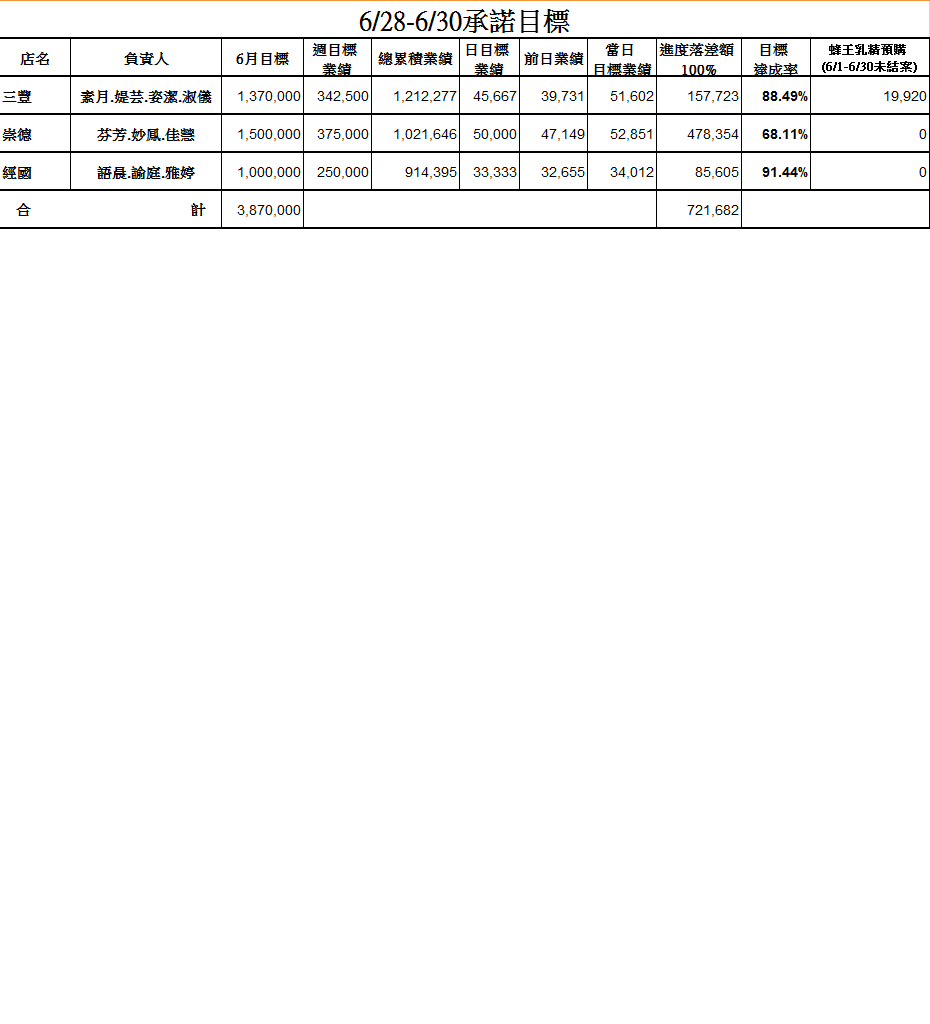 6/28-6/30承諾目標
店名 負責人 6月目標 週目標業績 總累積業績 日目標業績 前日業績 當日目標業績 進度落差額100% 目標達成率 蜂王乳精預購(6/1-6/30未結案)
三豐 素月.媞芸.姿潔.淑儀 1,370,000 342,500 1,212,277 45,667 39,731 51,602 157,723 88.49% 19,920
崇德 芬芳.妙鳳.佳慧 1,500,000 375,000 1,021,646 50,000 47,149 52,851 478,354 68.11% 0
經國 語晨.諭庭.雅婷 1,000,000 250,000 914,395 33,333 32,655 34,012 85,605 91.44% 0
合 計 3,870,000 721,682